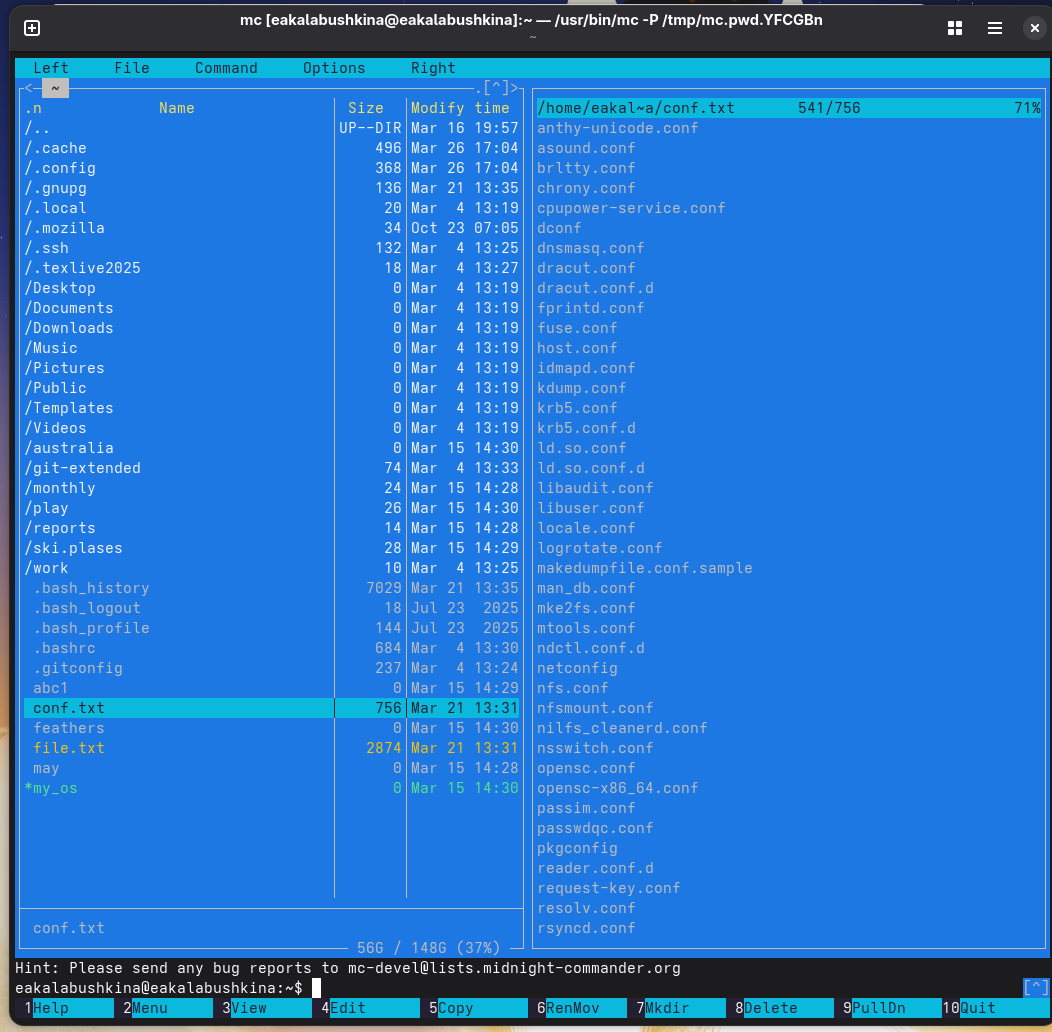 mc [eakalabushkina@eakalabushkina]:~ — /usr/bin/mc -P /tmp/mc.pwd.YFCGBn
~
Left File Command Options Right
<─ ~ .[^]>
.n Name Size Modify time
/.. UP--DIR Mar 16 19:57
/.cache 496 Mar 26 17:04
/.config 368 Mar 26 17:04
/.gnupg 136 Mar 21 13:35
/.local 20 Mar 4 13:19
/.mozilla 34 Oct 23 07:05
/.ssh 132 Mar 4 13:25
/.texlive2025 18 Mar 4 13:27
/Desktop 0 Mar 4 13:19
/Documents 0 Mar 4 13:19
/Downloads 0 Mar 4 13:19
/Music 0 Mar 4 13:19
/Pictures 0 Mar 4 13:19
/Public 0 Mar 4 13:19
/Templates 0 Mar 4 13:19
/Videos 0 Mar 4 13:19
/australia 0 Mar 15 14:30
/git-extended 74 Mar 4 13:33
/monthly 24 Mar 15 14:28
/play 26 Mar 15 14:30
/reports 14 Mar 15 14:28
/ski.plases 28 Mar 15 14:29
/work 10 Mar 4 13:25
.bash_history 7029 Mar 21 13:35
.bash_logout 18 Jul 23 2025
.bash_profile 144 Jul 23 2025
.bashrc 684 Mar 4 13:30
.gitconfig 237 Mar 4 13:24
abc1 0 Mar 15 14:29
conf.txt 756 Mar 21 13:31
feathers 0 Mar 15 14:30
file.txt 2874 Mar 21 13:31
may 0 Mar 15 14:28
*my_os 0 Mar 15 14:30
conf.txt
56G / 148G (37%)
/home/eakal~a/conf.txt 541/756 71%
anthy-unicode.conf
asound.conf
brltty.conf
chrony.conf
cpupower-service.conf
dconf
dnsmasq.conf
dracut.conf
dracut.conf.d
fprintd.conf
fuse.conf
host.conf
idmapd.conf
kdump.conf
krb5.conf
krb5.conf.d
ld.so.conf
ld.so.conf.d
libaudit.conf
libuser.conf
locale.conf
logrotate.conf
makedumpfile.conf.sample
man_db.conf
mke2fs.conf
mtools.conf
ndctl.conf.d
netconfig
nfs.conf
nfsmount.conf
nilfs_cleanerd.conf
nsswitch.conf
opensc.conf
opensc-x86_64.conf
passim.conf
passwdqc.conf
pkgconfig
reader.conf.d
request-key.conf
resolv.conf
rsyncd.conf
Hint: Please send any bug reports to mc-devel@lists.midnight-commander.org
eakalabushkina@eakalabushkina:~$ [^]
1Help 2Menu 3View 4Edit 5Copy 6RenMov 7Mkdir 8Delete 9PullDn 10Quit